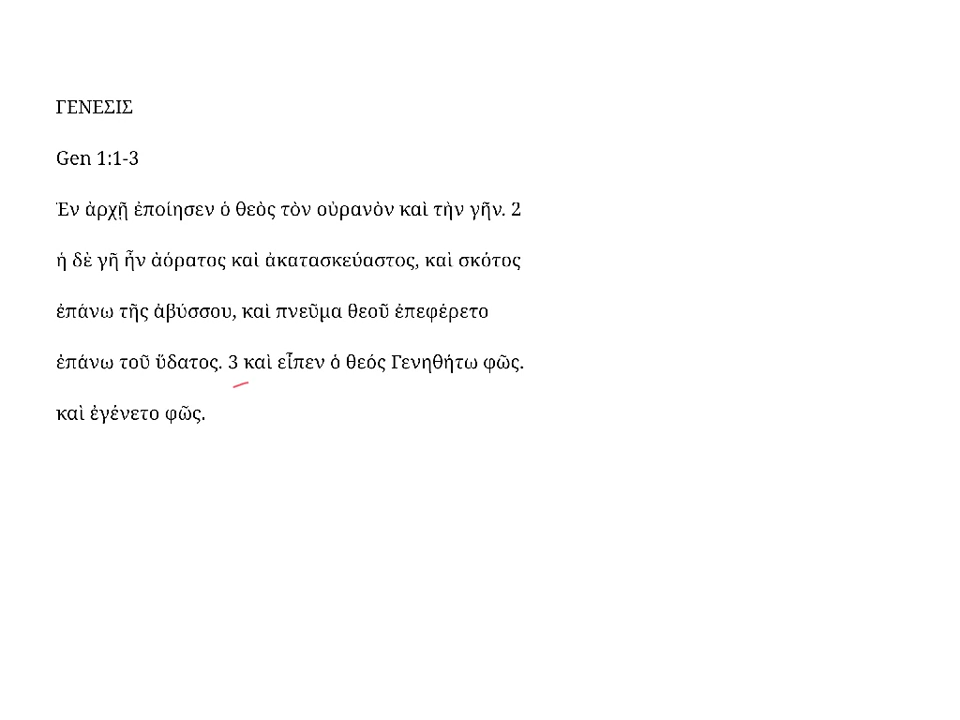 ΓΕΝΕΣΙΣ
Gen 1:1-3
Ἐν ἀρχῇ ἐποίησεν ὁ θεὸς τὸν οὐρανὸν καὶ τὴν γῆν. 2
ἡ δὲ γῆ ἦν ἀόρατος καὶ ἀκατασκεύαστος, καὶ σκότος
ἐπάνω τῆς ἀβύσσου, καὶ πνεῦμα θεοῦ ἐπεφέρετο
ἐπάνω τοῦ ὕδατος. 3 καὶ εἶπεν ὁ θεός Γενηθήτω φῶς.
καὶ ἐγένετο φῶς.